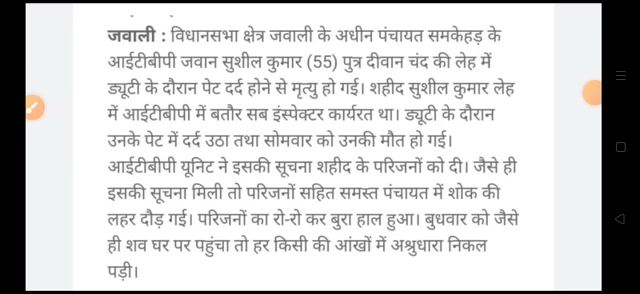 जवाली : विधानसभा क्षेत्र जवाली के अधीन पंचायत समकेहड़ के
आईटीबीपी जवान सुशील कुमार (55) पुत्र दीवान चंद की लेह में
ड्यूटी के दौरान पेट दर्द होने से मृत्यु हो गई। शहीद सुशील कुमार लेह
में आईटीबीपी में बतौर सब इंस्पेक्टर कार्यरत था। ड्यूटी के दौरान
उनके पेट में दर्द उठा तथा सोमवार को उनकी मौत हो गई।
आईटीबीपी यूनिट ने इसकी सूचना शहीद के परिजनों को दी। जैसे ही
इसकी सूचना मिली तो परिजनों सहित समस्त पंचायत में शोक की
लहर दौड़ गई। परिजनों का रो-रो कर बुरा हाल हुआ। बुधवार को जैसे
ही शव घर पर पहुंचा तो हर किसी की आंखों में अश्रुधारा निकल
पड़ी।